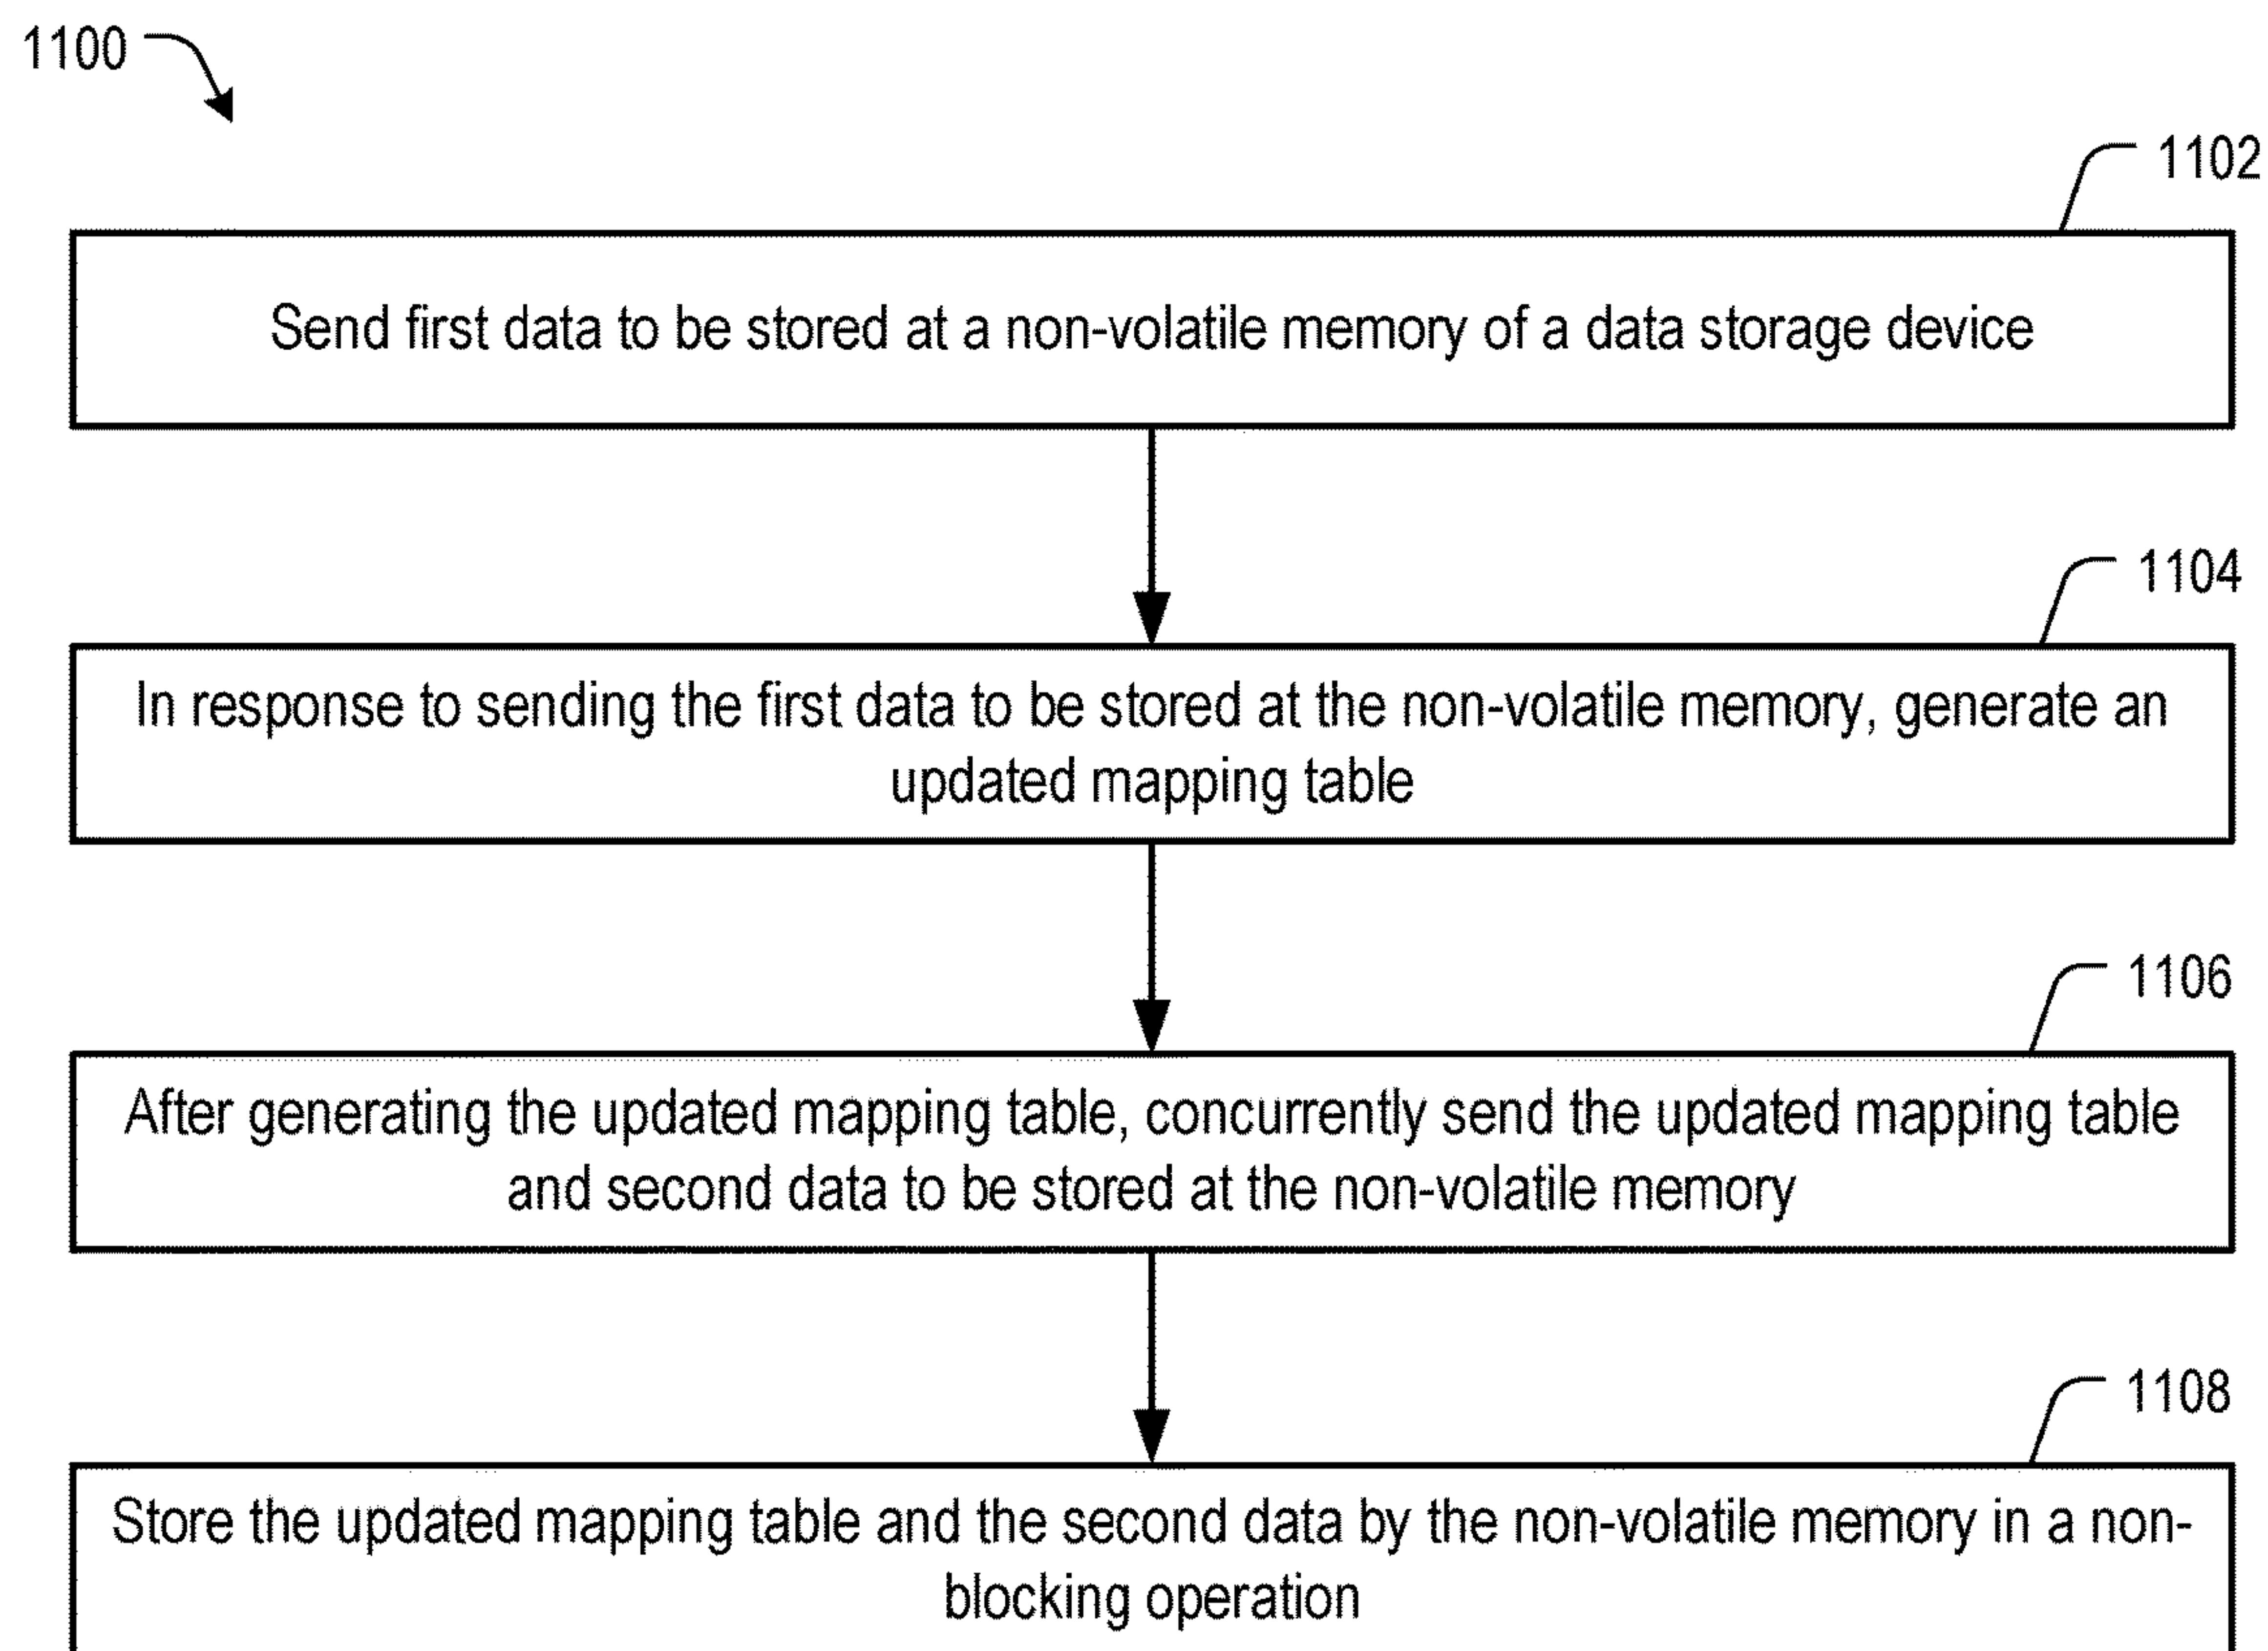 1100
1102
Send first data to be stored at a non-volatile memory of a data storage device
1104
In response to sending the first data to be stored at the non-volatile memory, generate an
updated mapping table
1106
After generating the updated mapping table, concurrently send the updated mapping table
and second data to be stored at the non-volatile memory
1108
Store the updated mapping table and the second data by the non-volatile memory in a non-
blocking operation